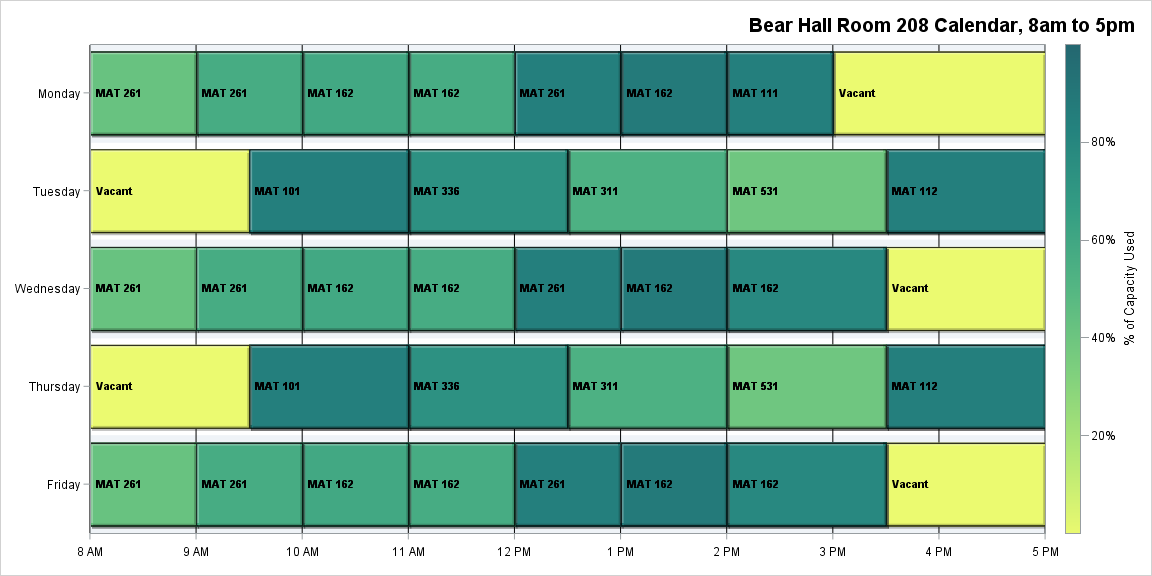 Bear Hall Room 208 Calendar, 8am to 5pm
Monday MAT 261 MAT 261 MAT 162 MAT 162 MAT 261 MAT 162 MAT 111 Vacant
80%
Tuesday Vacant MAT 101 MAT 336 MAT 311 MAT 531 MAT 112
60%
% of Capacity Used
Wednesday MAT 261 MAT 261 MAT 162 MAT 162 MAT 261 MAT 162 MAT 162 Vacant
40%
Thursday Vacant MAT 101 MAT 336 MAT 311 MAT 531 MAT 112
20%
Friday MAT 261 MAT 261 MAT 162 MAT 162 MAT 261 MAT 162 MAT 162 Vacant
8 AM 9 AM 10 AM 11 AM 12 PM 1 PM 2 PM 3 PM 4 PM 5 PM